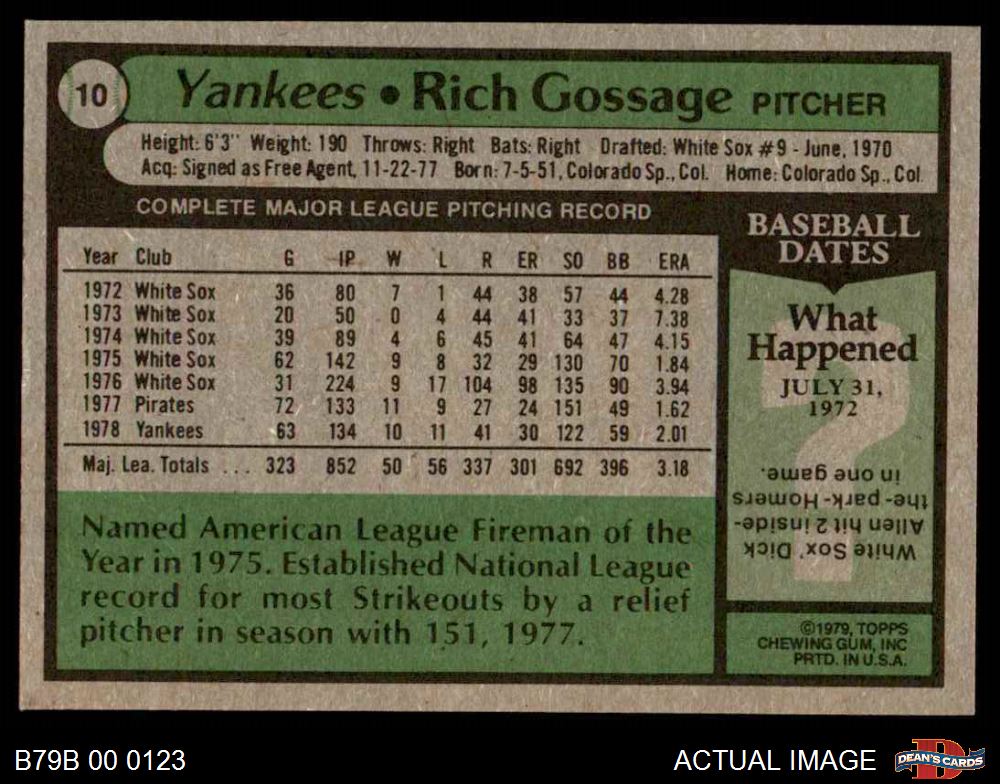 10
Yankees • Rich Gossage PITCHER
Height: 6'3" Weight: 190 Throws: Right Bats: Right Drafted: White Sox #9 - June, 1970
Acq: Signed as Free Agent, 11-22-77 Born: 7-5-51, Colorado Sp., Col. Home: Colorado Sp., Col.
COMPLETE MAJOR LEAGUE PITCHING RECORD
Year Club G IP W L R ER SO BB ERA
1972 White Sox 36 80 7 1 44 38 57 44 4.28
1973 White Sox 20 50 0 4 44 41 33 37 7.38
1974 White Sox 39 89 4 6 45 41 64 47 4.15
1975 White Sox 62 142 9 8 32 29 130 70 1.84
1976 White Sox 31 224 9 17 104 98 135 90 3.94
1977 Pirates 72 133 11 9 27 24 151 49 1.62
1978 Yankees 63 134 10 11 41 30 122 59 2.01
Maj. Lea. Totals ... 323 852 50 56 337 301 692 396 3.18
Named American League Fireman of the
Year in 1975. Established National League
record for most Strikeouts by a relief
pitcher in season with 151, 1977.
BASEBALL
DATES
What
Happened
JULY 31,
1972
White Sox' Dick
Allen hit 2 inside-
the-park-Homers
in one game.
©1979, TOPPS
CHEWING GUM, INC
PRTD. IN U.S.A.
B79B 00 0123
ACTUAL IMAGE
DEAN'S CARDS